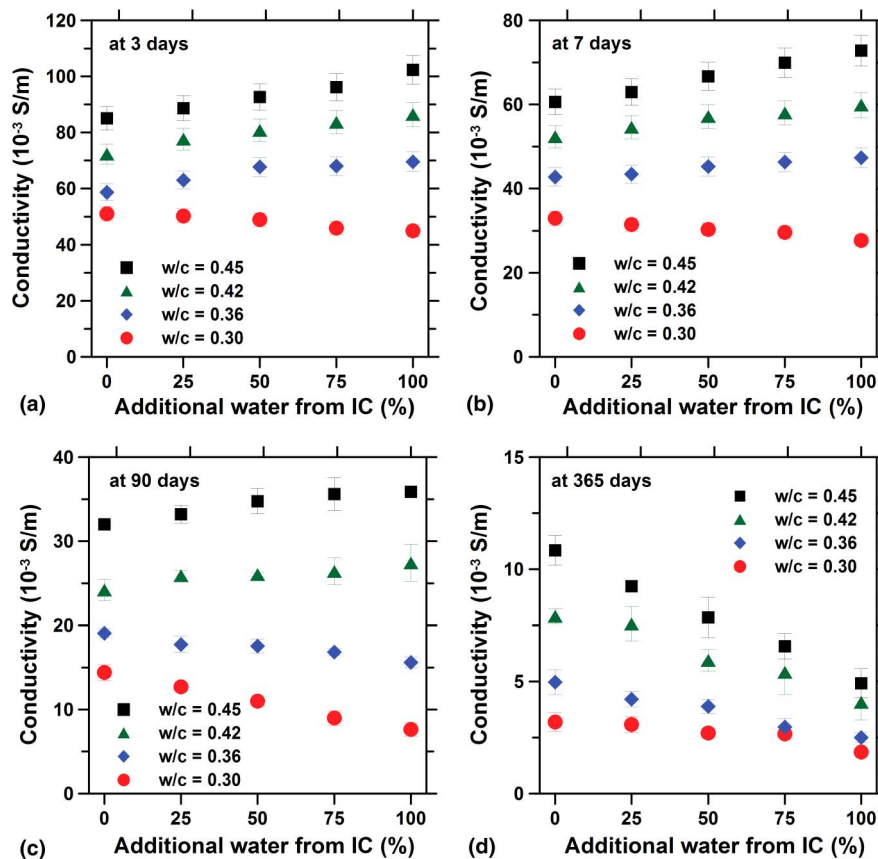 at 3 days
Conductivity (10⁻³ S/m)
120
100
80
60
40
20
0
w/c = 0.45
w/c = 0.42
w/c = 0.36
w/c = 0.30
0 25 50 75 100
(a) Additional water from IC (%)
at 7 days
Conductivity (10⁻³ S/m)
80
60
40
20
0
w/c = 0.45
w/c = 0.42
w/c = 0.36
w/c = 0.30
0 25 50 75 100
(b) Additional water from IC (%)
at 90 days
Conductivity (10⁻³ S/m)
40
30
20
10
0
w/c = 0.45
w/c = 0.42
w/c = 0.36
w/c = 0.30
0 25 50 75 100
(c) Additional water from IC (%)
at 365 days
Conductivity (10⁻³ S/m)
15
10
5
0
w/c = 0.45
w/c = 0.42
w/c = 0.36
w/c = 0.30
0 25 50 75 100
(d) Additional water from IC (%)